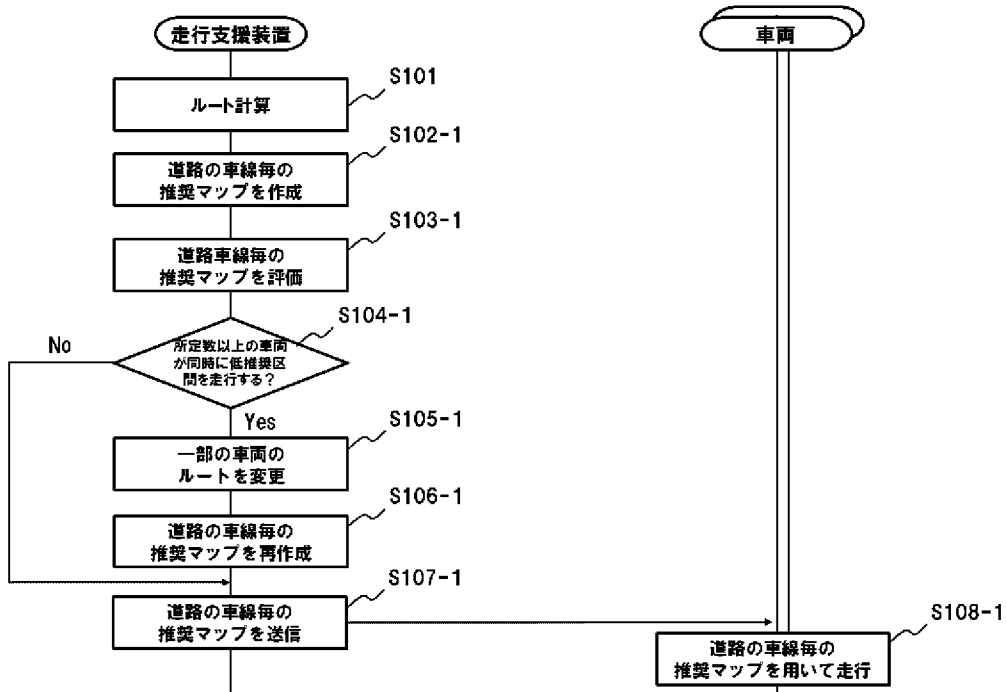 走行支援装置
車両
S101
ルート計算
S102-1
道路の車線毎の
推奨マップを作成
S103-1
道路車線毎の
推奨マップを評価
S104-1
No
所定数以上の車両
が同時に低推奨区
間を走行する？
Yes
S105-1
一部の車両の
ルートを変更
S106-1
道路の車線毎の
推奨マップを再作成
S107-1
道路の車線毎の
推奨マップを送信
S108-1
道路の車線毎の
推奨マップを用いて走行